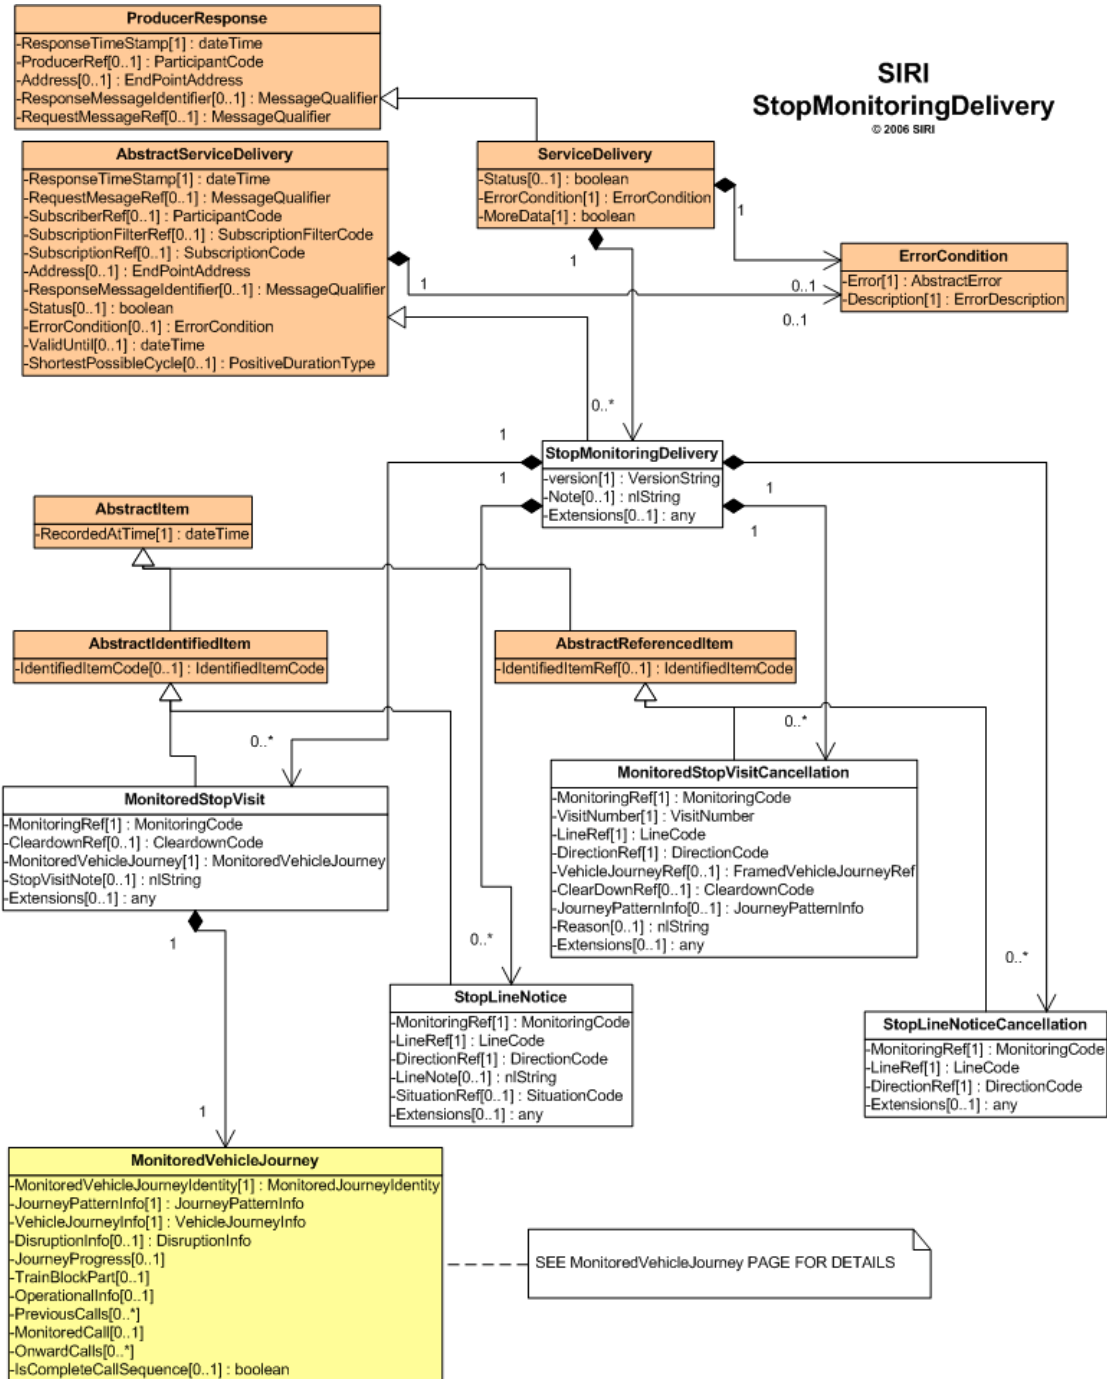 SIRI
StopMonitoringDelivery
© 2006 SIRI
ProducerResponse
-ResponseTimeStamp[1] : dateTime
-ProducerRef[0..1] : ParticipantCode
-Address[0..1] : EndPointAddress
-ResponseMessageIdentifier[0..1] : MessageQualifier
-RequestMessageRef[0..1] : MessageQualifier
AbstractServiceDelivery
-ResponseTimeStamp[1] : dateTime
-RequestMesageRef[0..1] : MessageQualifier
-SubscriberRef[0..1] : ParticipantCode
-SubscriptionFilterRef[0..1] : SubscriptionFilterCode
-SubscriptionRef[0..1] : SubscriptionCode
-Address[0..1] : EndPointAddress
-ResponseMessageIdentifier[0..1] : MessageQualifier
-Status[0..1] : boolean
-ErrorCondition[0..1] : ErrorCondition
-ValidUntil[0..1] : dateTime
-ShortestPossibleCycle[0..1] : PositiveDurationType
ServiceDelivery
-Status[0..1] : boolean
-ErrorCondition[1] : ErrorCondition
-MoreData[1] : boolean
1
1
1
ErrorCondition
-Error[1] : AbstractError
-Description[1] : ErrorDescription
0..1
0..1
0..*
StopMonitoringDelivery
-version[1] : VersionString
-Note[0..1] : nlString
-Extensions[0..1] : any
1
1
1
1
AbstractItem
-RecordedAtTime[1] : dateTime
AbstractIdentifiedItem
-IdentifiedItemCode[0..1] : IdentifiedItemCode
AbstractReferencedItem
-IdentifiedItemRef[0..1] : IdentifiedItemCode
0..*
0..*
MonitoredStopVisit
-MonitoringRef[1] : MonitoringCode
-CleardownRef[0..1] : CleardownCode
-MonitoredVehicleJourney[1] : MonitoredVehicleJourney
-StopVisitNote[0..1] : nlString
-Extensions[0..1] : any
MonitoredStopVisitCancellation
-MonitoringRef[1] : MonitoringCode
-VisitNumber[1] : VisitNumber
-LineRef[1] : LineCode
-DirectionRef[1] : DirectionCode
-VehicleJourneyRef[0..1] : FramedVehicleJourneyRef
-ClearDownRef[0..1] : CleardownCode
-JourneyPatternInfo[0..1] : JourneyPatternInfo
-Reason[0..1] : nlString
-Extensions[0..1] : any
1
0..*
0..*
StopLineNotice
-MonitoringRef[1] : MonitoringCode
-LineRef[1] : LineCode
-DirectionRef[1] : DirectionCode
-LineNote[0..1] : nlString
-SituationRef[0..1] : SituationCode
-Extensions[0..1] : any
StopLineNoticeCancellation
-MonitoringRef[1] : MonitoringCode
-LineRef[1] : LineCode
-DirectionRef[1] : DirectionCode
-Extensions[0..1] : any
1
MonitoredVehicleJourney
-MonitoredVehicleJourneyIdentity[1] : MonitoredJourneyIdentity
-JourneyPatternInfo[1] : JourneyPatternInfo
-VehicleJourneyInfo[1] : VehicleJourneyInfo
-DisruptionInfo[0..1] : DisruptionInfo
-JourneyProgress[0..1]
-TrainBlockPart[0..1]
-OperationalInfo[0..1]
-PreviousCalls[0..*]
-MonitoredCall[0..1]
-OnwardCalls[0..*]
-IsCompleteCallSequence[0..1] : boolean
SEE MonitoredVehicleJourney PAGE FOR DETAILS